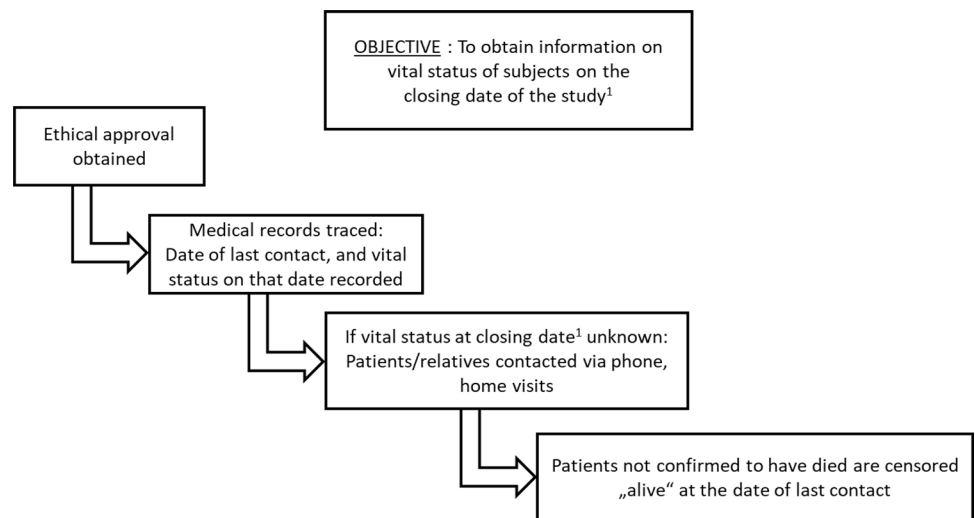 OBJECTIVE : To obtain information on
vital status of subjects on the
closing date of the study¹
Ethical approval
obtained
Medical records traced:
Date of last contact, and vital
status on that date recorded
If vital status at closing date¹ unknown:
Patients/relatives contacted via phone,
home visits
Patients not confirmed to have died are censored
„alive“ at the date of last contact